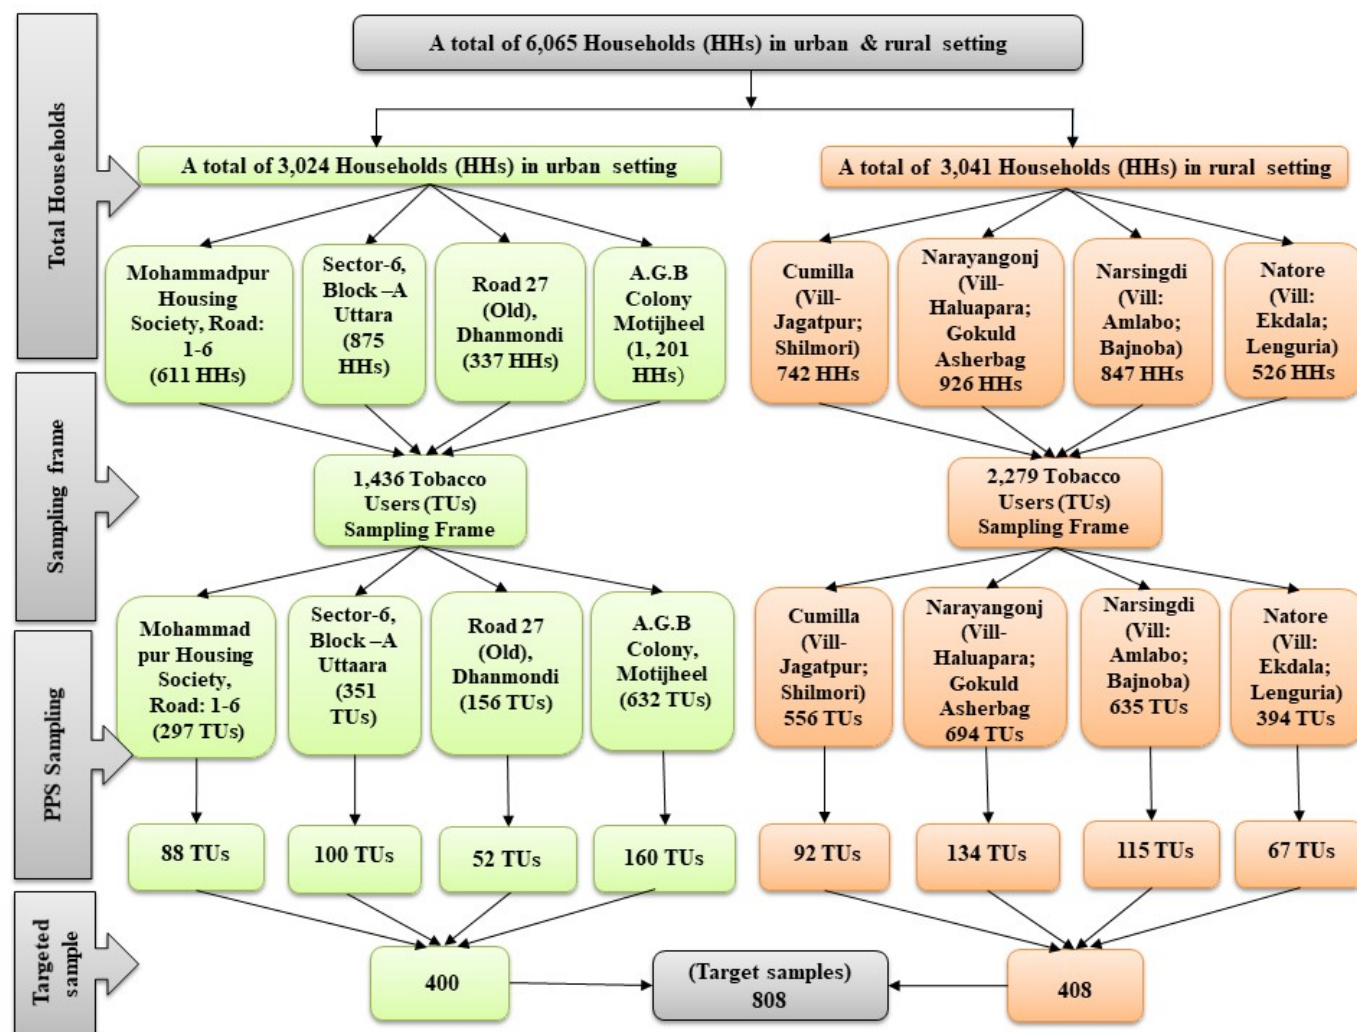 A total of 6,065 Households (HHs) in urban & rural setting
Total Households
A total of 3,024 Households (HHs) in urban setting
A total of 3,041 Households (HHs) in rural setting
Mohammadpur
Housing
Society, Road:
1-6
(611 HHs)
Sector-6,
Block –A
Uttara
(875
HHs)
Road 27
(Old),
Dhanmondi
(337 HHs)
A.G.B
Colony
Motijheel
(1, 201
HHs)
Cumilla
(Vill-
Jagatpur;
Shilmori)
742 HHs
Narayangonj
(Vill-
Haluapara;
Gokuld
Asherbag
926 HHs
Narsingdi
(Vill:
Amlabo;
Bajnoba)
847 HHs
Natore
(Vill:
Ekdala;
Lenguria)
526 HHs
Sampling frame
1,436 Tobacco
Users (TUs)
Sampling Frame
2,279 Tobacco
Users (TUs)
Sampling Frame
PPS Sampling
Mohammad
pur Housing
Society,
Road: 1-6
(297 TUs)
Sector-6,
Block –A
Uttaara
(351
TUs)
Road 27
(Old),
Dhanmondi
(156 TUs)
A.G.B
Colony,
Motijheel
(632 TUs)
Cumilla
(Vill-
Jagatpur;
Shilmori)
556 TUs
Narayangonj
(Vill-
Haluapara;
Gokuld
Asherbag
694 TUs
Narsingdi
(Vill:
Amlabo;
Bajnoba)
635 TUs
Natore
(Vill:
Ekdala;
Lenguria)
394 TUs
88 TUs
100 TUs
52 TUs
160 TUs
92 TUs
134 TUs
115 TUs
67 TUs
Targeted
sample
400
(Target samples)
808
408